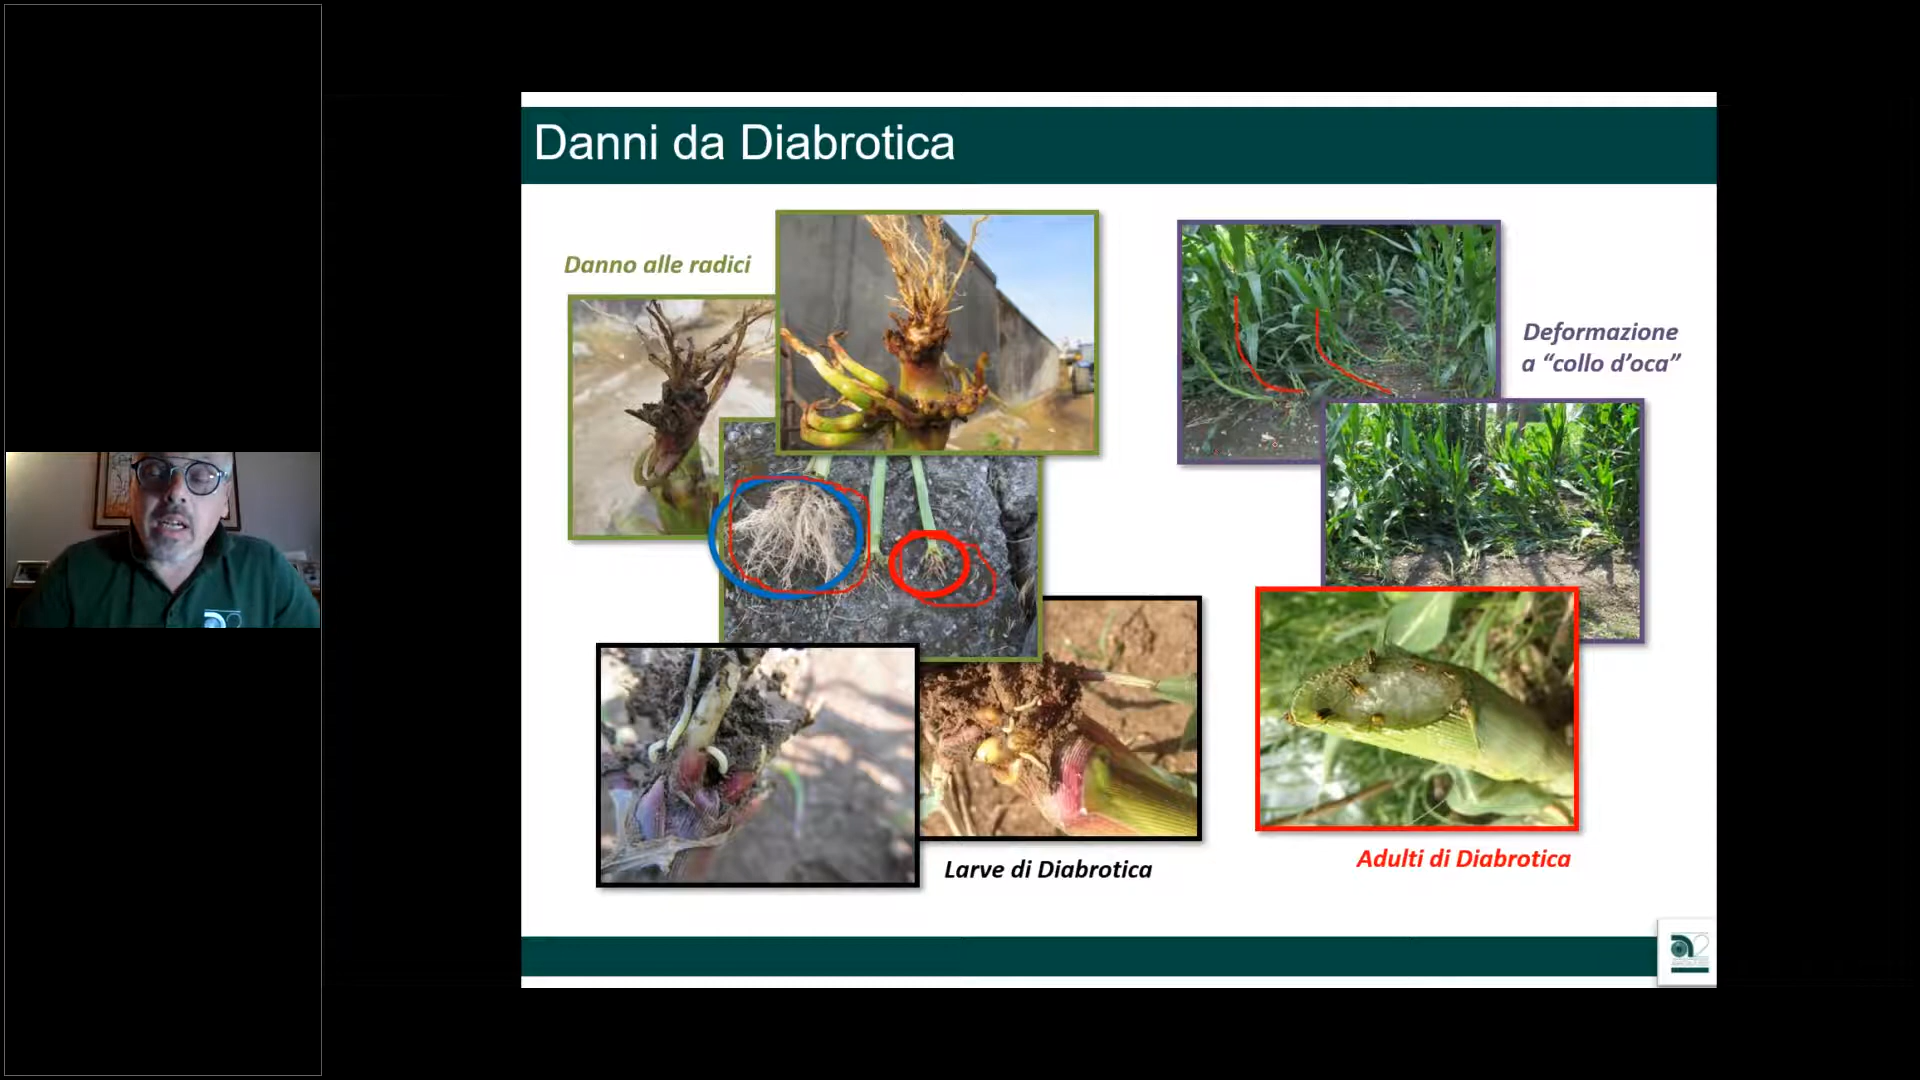 Danni da Diabrotica
Danno alle radici
Deformazione
a “collo d’oca”
Larve di Diabrotica
Adulti di Diabrotica